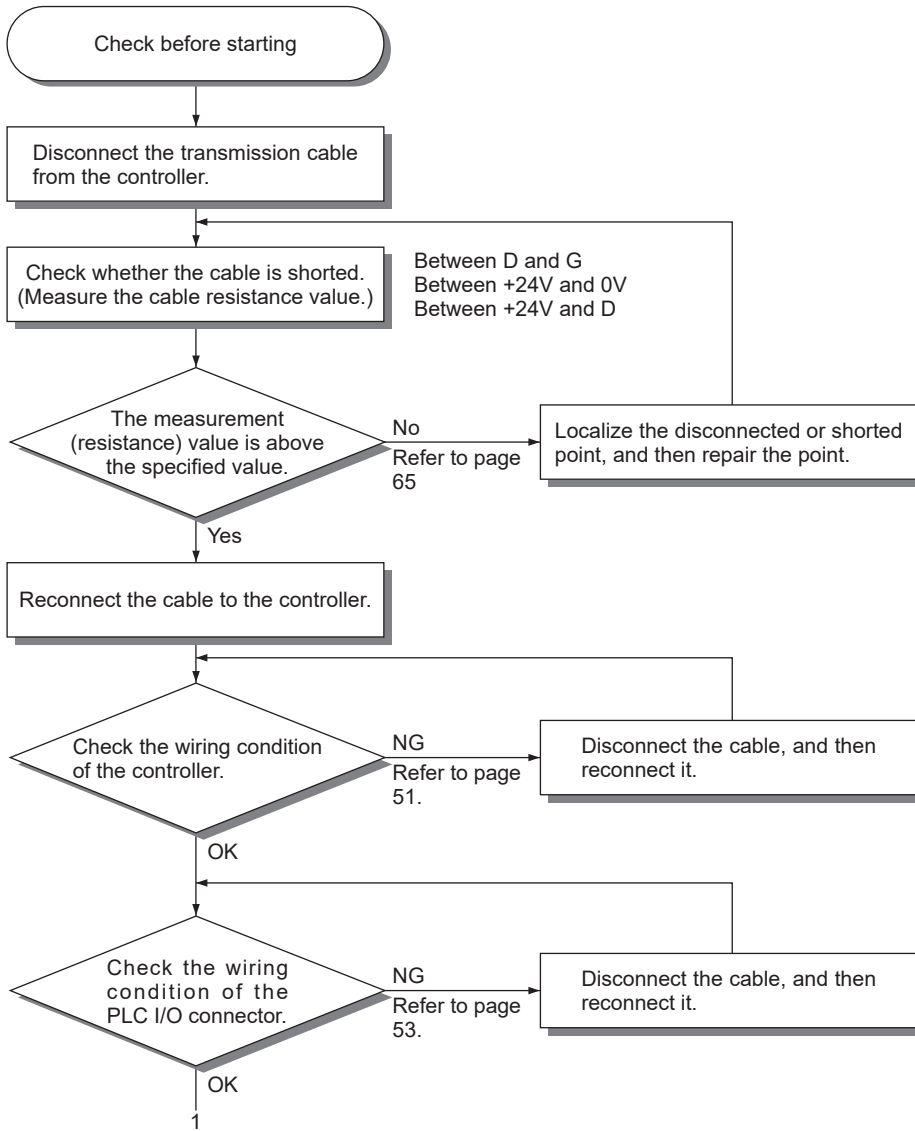 Check before starting
Disconnect the transmission cable
from the controller.
Check whether the cable is shorted.
(Measure the cable resistance value.)
Between D and G
Between +24V and 0V
Between +24V and D
The measurement
(resistance) value is above
the specified value.
No
Refer to page
65
Localize the disconnected or shorted
point, and then repair the point.
Yes
Reconnect the cable to the controller.
Check the wiring condition
of the controller.
NG
Refer to page
51.
Disconnect the cable, and then
reconnect it.
OK
Check the wiring
condition of the
PLC I/O connector.
NG
Refer to page
53.
Disconnect the cable, and then
reconnect it.
OK
1